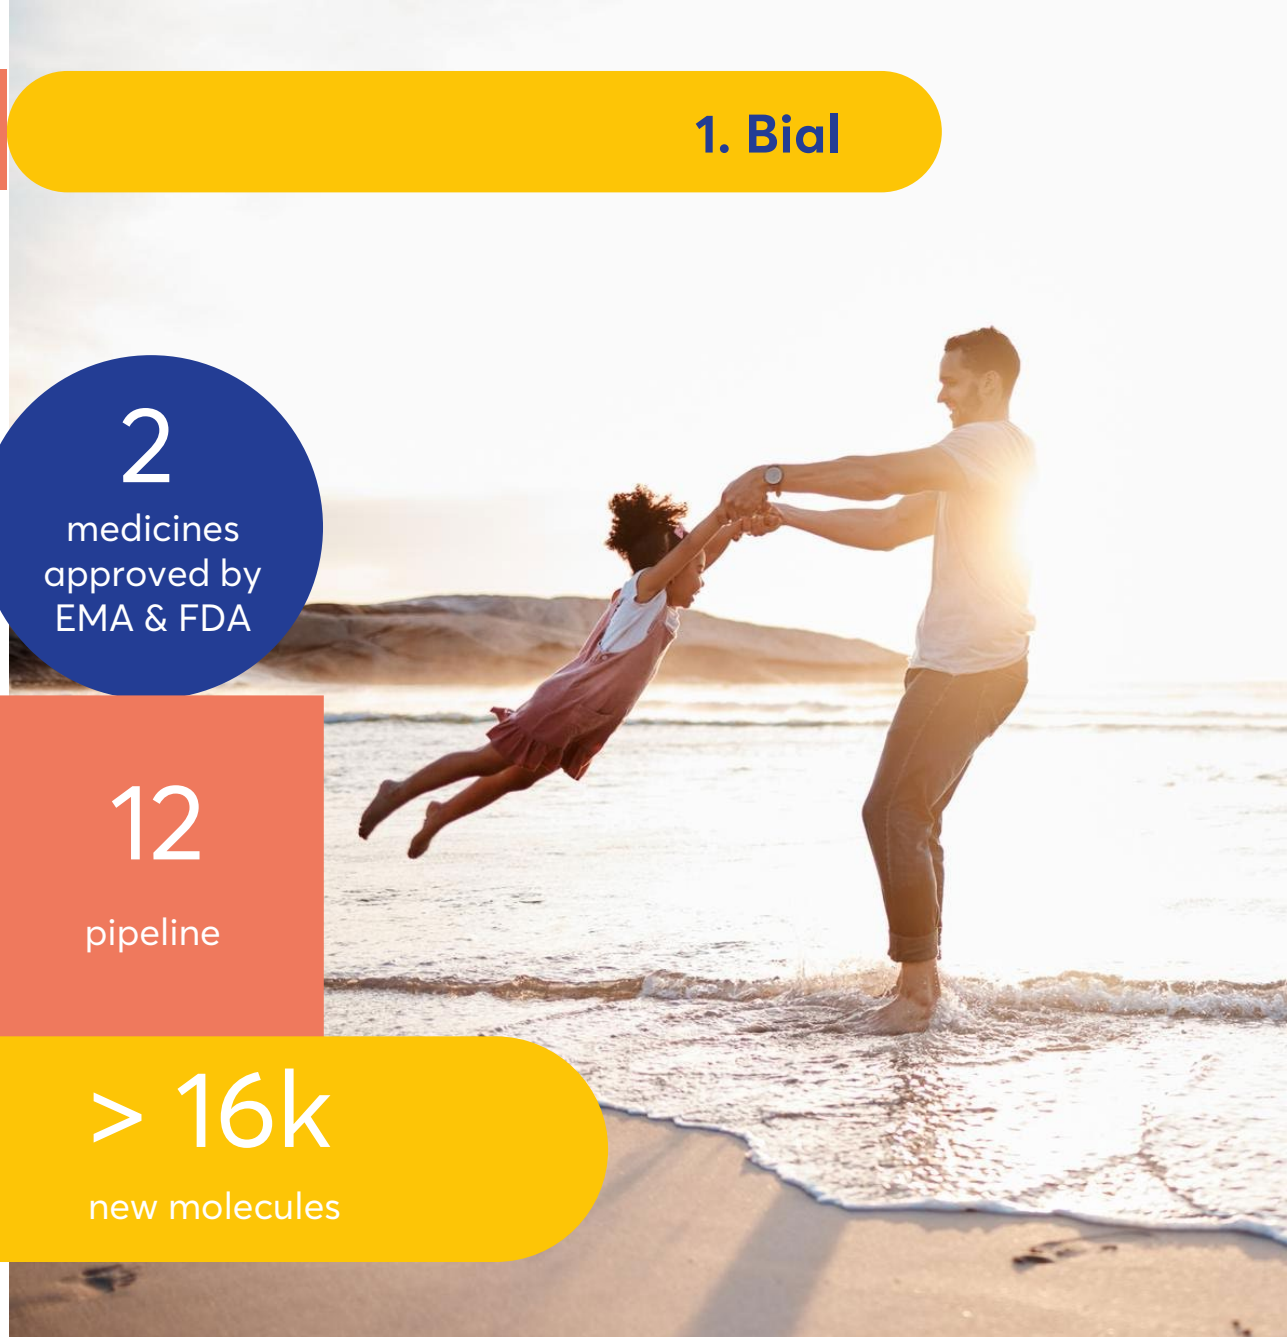 1. Bial
2
medicines
approved by
EMA & FDA
12
pipeline
> 16k
new molecules